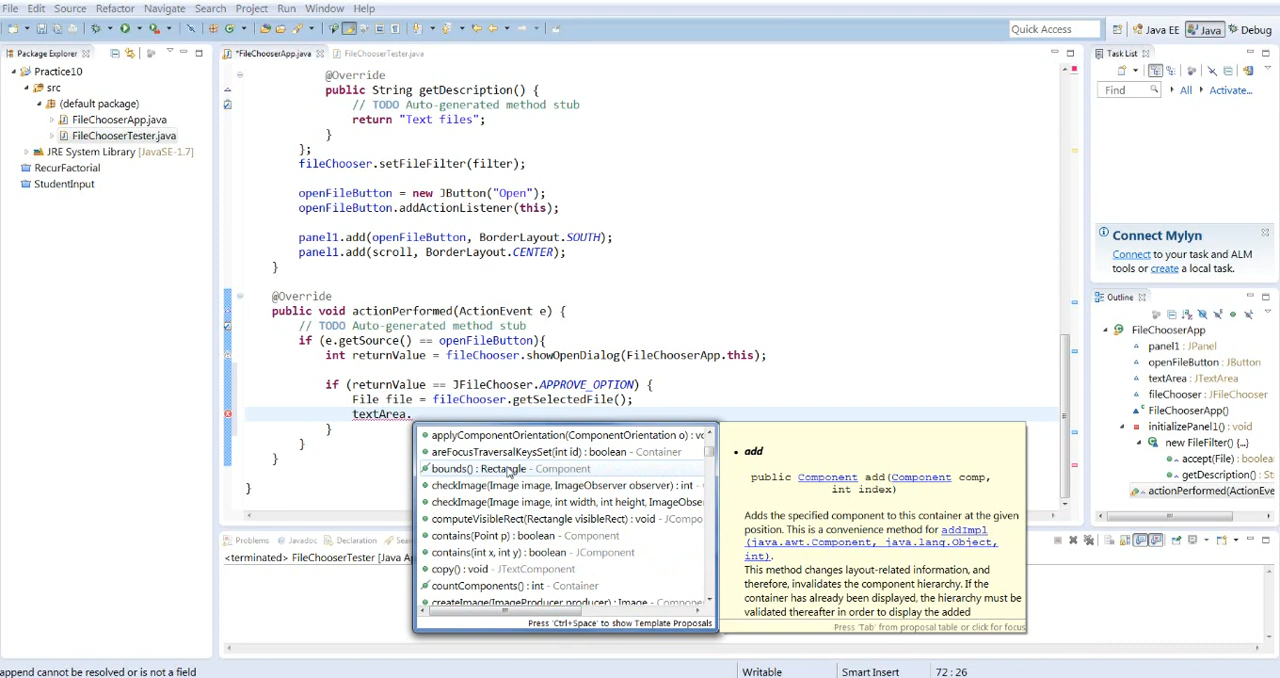 File Edit Source Refactor Navigate Search Project Run Window Help
Quick Access
Java EE
Java
Debug
Package Explorer
*FileChooserApp.java
FileChooserTester.java
Task List
Practice10
src
(default package)
FileChooserApp.java
FileChooserTester.java
JRE System Library [JavaSE-1.7]
RecurFactorial
StudentInput
@Override
public String getDescription() {
// TODO Auto-generated method stub
return "Text files";
}
};
fileChooser.setFileFilter(filter);
openFileButton = new JButton("Open");
openFileButton.addActionListener(this);
panel1.add(openFileButton, BorderLayout.SOUTH);
panel1.add(scroll, BorderLayout.CENTER);
}
@Override
public void actionPerformed(ActionEvent e) {
// TODO Auto-generated method stub
if (e.getSource() == openFileButton){
int returnValue = fileChooser.showOpenDialog(FileChooserApp.this);
if (returnValue == JFileChooser.APPROVE_OPTION) {
File file = fileChooser.getSelectedFile();
textArea.
}
}
}
}
applyComponentOrientation(ComponentOrientation o) : vo
areFocusTraversalKeysSet(int id) : boolean - Container
bounds() : Rectangle - Component
checkImage(Image image, ImageObserver observer) : int -
checkImage(Image image, int width, int height, ImageObser
computeVisibleRect(Rectangle visibleRect) : void - JCompo
contains(Point p) : boolean - Component
contains(int x, int y) : boolean - JComponent
copy() : void - JTextComponent
countComponents() : int - Container
createImage(ImageProducer producer) : Image - Compone
Press 'Ctrl+Space' to show Template Proposals
• add
public Component add(Component comp,
int index)
Adds the specified component to this container at the given
position. This is a convenience method for addImpl
(java.awt.Component, java.lang.Object,
int).
This method changes layout-related information, and
therefore, invalidates the component hierarchy. If the
container has already been displayed, the hierarchy must be
validated thereafter in order to display the added
Press 'Tab' from proposal table or click for focus
Find
All
Activate...
Connect Mylyn
Connect to your task and ALM
tools or create a local task.
Outline
FileChooserApp
panel1 : JPanel
openFileButton : JButton
textArea : JTextArea
fileChooser : JFileChooser
FileChooserApp()
initializePanel1() : void
new FileFilter() {...}
accept(File) : boolean
getDescription() : St
actionPerformed(ActionEve
Problems
Javadoc
Declaration
<terminated> FileChooserTester [Java Ap
append cannot be resolved or is not a field
Writable
Smart Insert
72 : 26